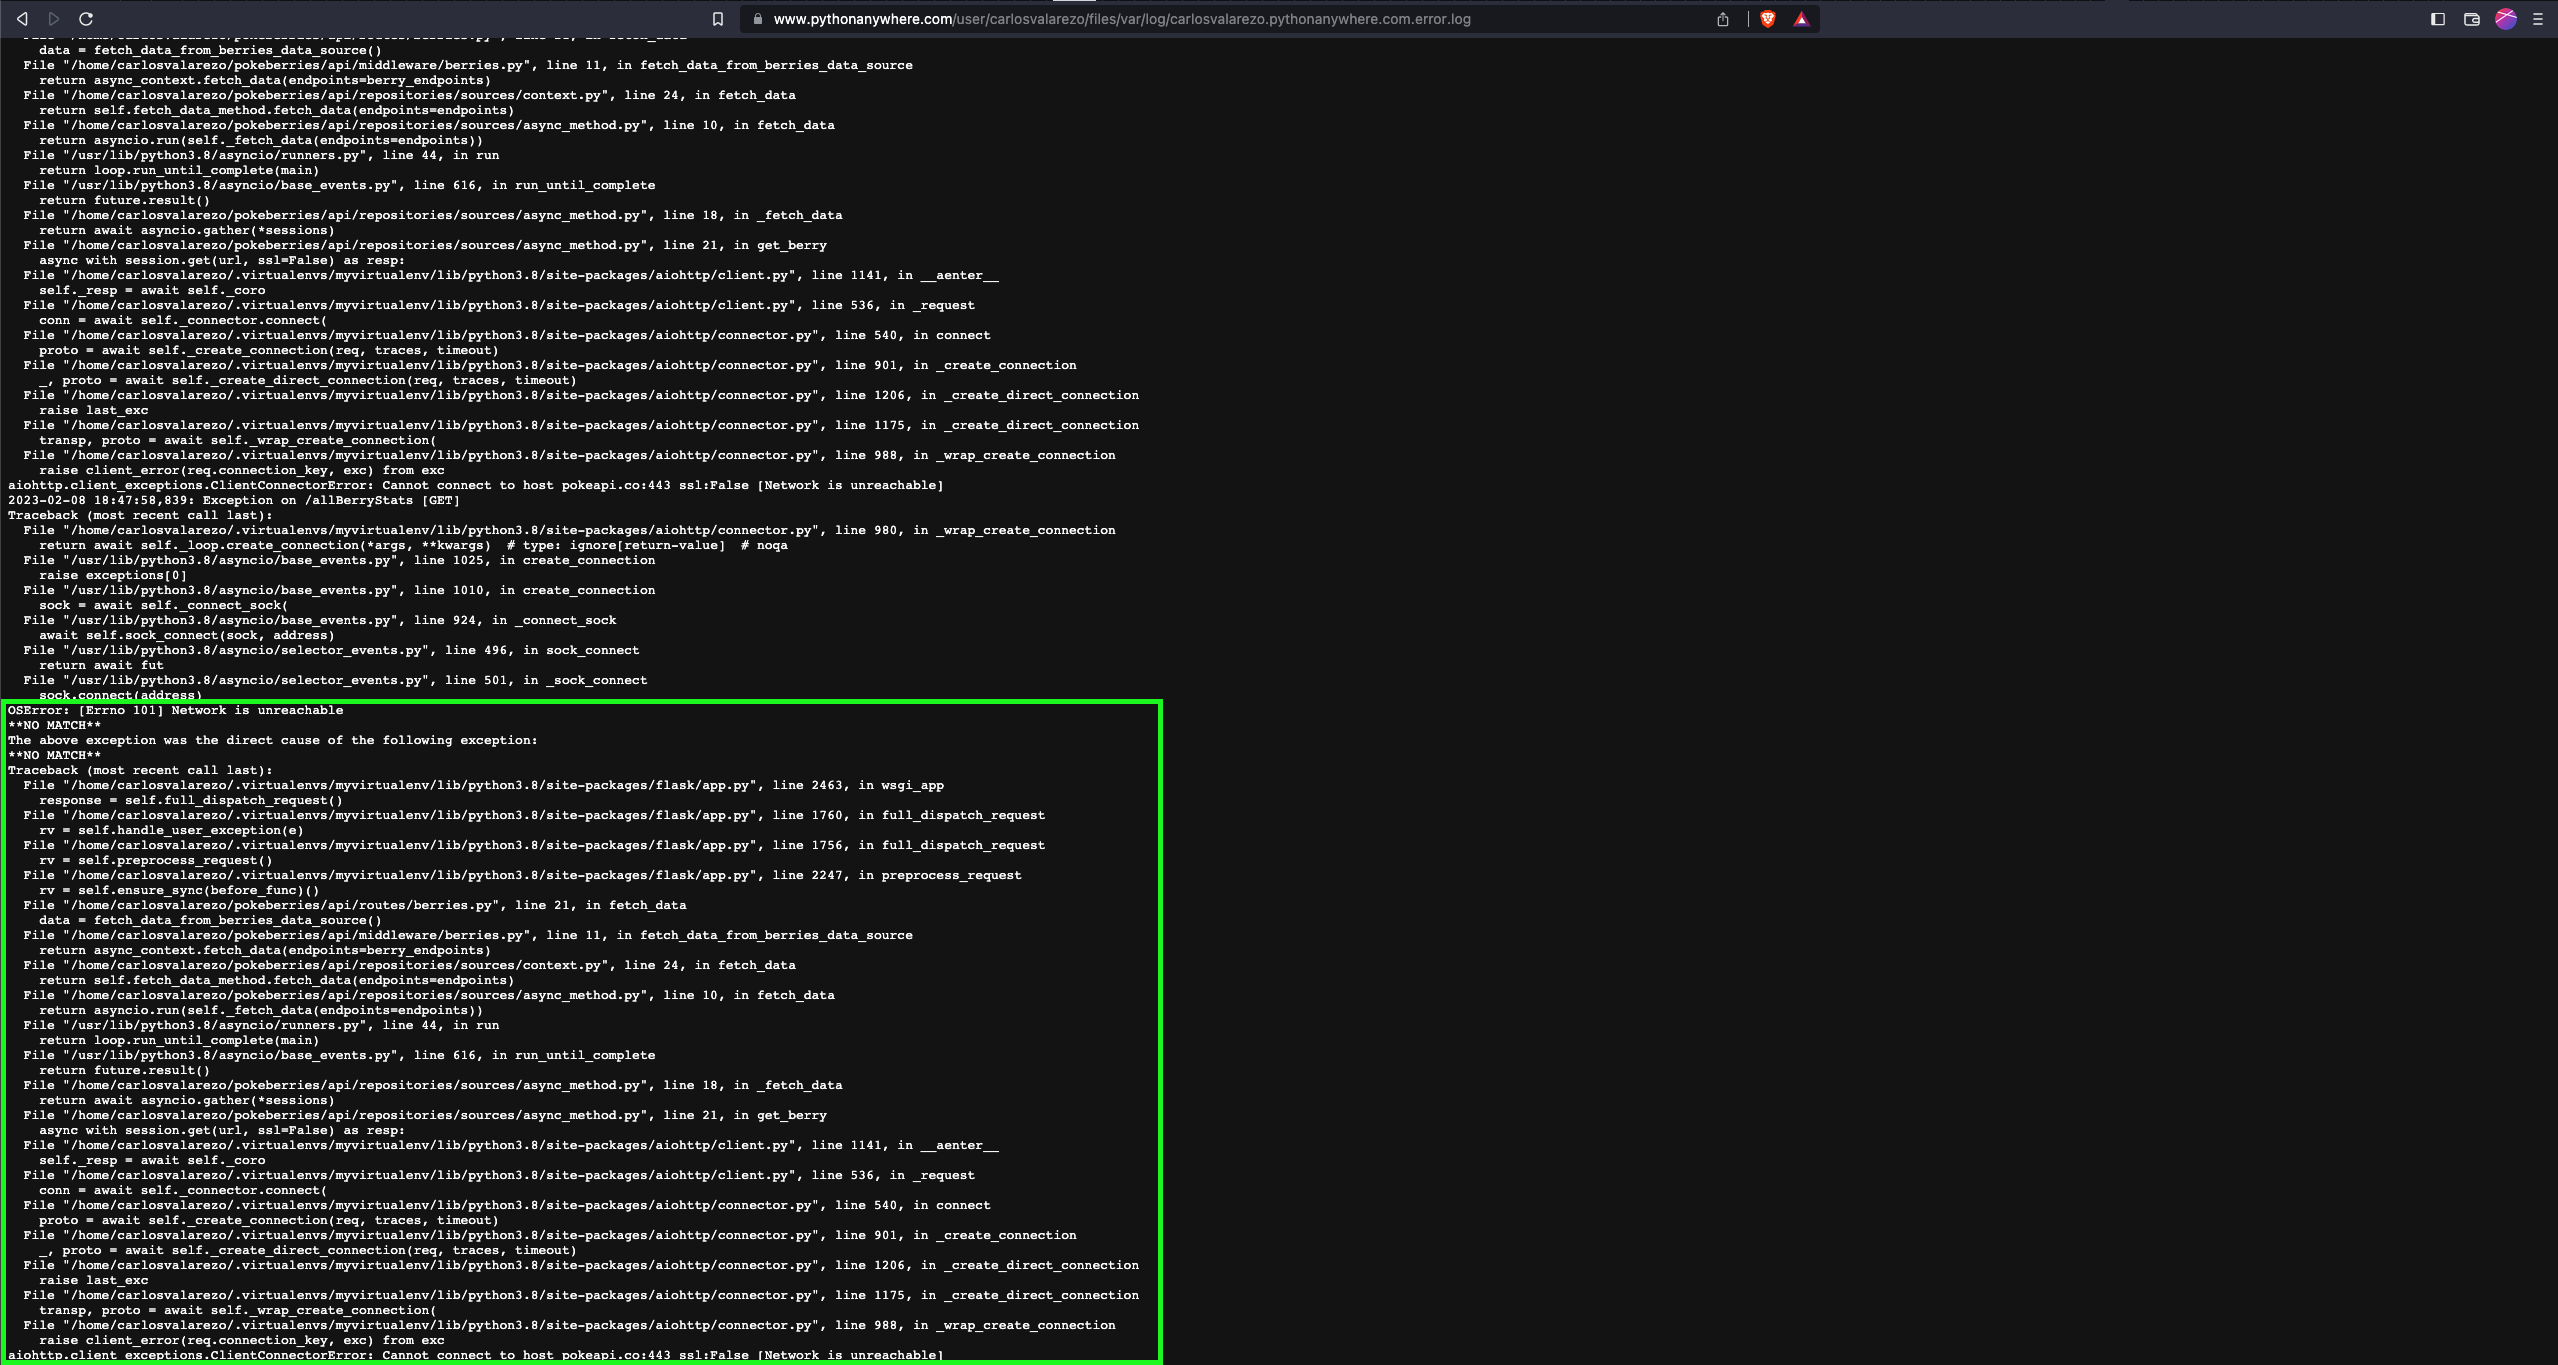 www.pythonanywhere.com/user/carlosvalarezo/files/var/log/carlosvalarezo.pythonanywhere.com.error.log
data = fetch_data_from_berries_data_source()
File "/home/carlosvalarezo/pokeberries/api/middleware/berries.py", line 11, in fetch_data_from_berries_data_source
return async_context.fetch_data(endpoints=berry_endpoints)
File "/home/carlosvalarezo/pokeberries/api/repositories/sources/context.py", line 24, in fetch_data
return self.fetch_data_method.fetch_data(endpoints=endpoints)
File "/home/carlosvalarezo/pokeberries/api/repositories/sources/async_method.py", line 10, in fetch_data
return asyncio.run(self._fetch_data(endpoints=endpoints))
File "/usr/lib/python3.8/asyncio/runners.py", line 44, in run
return loop.run_until_complete(main)
File "/usr/lib/python3.8/asyncio/base_events.py", line 616, in run_until_complete
return future.result()
File "/home/carlosvalarezo/pokeberries/api/repositories/sources/async_method.py", line 18, in _fetch_data
return await asyncio.gather(*sessions)
File "/home/carlosvalarezo/pokeberries/api/repositories/sources/async_method.py", line 21, in get_berry
async with session.get(url, ssl=False) as resp:
File "/home/carlosvalarezo/.virtualenvs/myvirtualenv/lib/python3.8/site-packages/aiohttp/client.py", line 1141, in __aenter__
self._resp = await self._coro
File "/home/carlosvalarezo/.virtualenvs/myvirtualenv/lib/python3.8/site-packages/aiohttp/client.py", line 536, in _request
conn = await self._connector.connect(
File "/home/carlosvalarezo/.virtualenvs/myvirtualenv/lib/python3.8/site-packages/aiohttp/connector.py", line 540, in connect
proto = await self._create_connection(req, traces, timeout)
File "/home/carlosvalarezo/.virtualenvs/myvirtualenv/lib/python3.8/site-packages/aiohttp/connector.py", line 901, in _create_connection
_, proto = await self._create_direct_connection(req, traces, timeout)
File "/home/carlosvalarezo/.virtualenvs/myvirtualenv/lib/python3.8/site-packages/aiohttp/connector.py", line 1206, in _create_direct_connection
raise last_exc
File "/home/carlosvalarezo/.virtualenvs/myvirtualenv/lib/python3.8/site-packages/aiohttp/connector.py", line 1175, in _create_direct_connection
transp, proto = await self._wrap_create_connection(
File "/home/carlosvalarezo/.virtualenvs/myvirtualenv/lib/python3.8/site-packages/aiohttp/connector.py", line 988, in _wrap_create_connection
raise client_error(req.connection_key, exc) from exc
aiohttp.client_exceptions.ClientConnectorError: Cannot connect to host pokeapi.co:443 ssl:False [Network is unreachable]
2023-02-08 18:47:58,839: Exception on /allBerryStats [GET]
Traceback (most recent call last):
File "/home/carlosvalarezo/.virtualenvs/myvirtualenv/lib/python3.8/site-packages/aiohttp/connector.py", line 980, in _wrap_create_connection
return await self._loop.create_connection(*args, **kwargs)  # type: ignore[return-value]  # noqa
File "/usr/lib/python3.8/asyncio/base_events.py", line 1025, in create_connection
raise exceptions[0]
File "/usr/lib/python3.8/asyncio/base_events.py", line 1010, in create_connection
sock = await self._connect_sock(
File "/usr/lib/python3.8/asyncio/base_events.py", line 924, in _connect_sock
await self.sock_connect(sock, address)
File "/usr/lib/python3.8/asyncio/selector_events.py", line 496, in sock_connect
return await fut
File "/usr/lib/python3.8/asyncio/selector_events.py", line 501, in _sock_connect
sock.connect(address)
OSError: [Errno 101] Network is unreachable
**NO MATCH**
The above exception was the direct cause of the following exception:
**NO MATCH**
Traceback (most recent call last):
File "/home/carlosvalarezo/.virtualenvs/myvirtualenv/lib/python3.8/site-packages/flask/app.py", line 2463, in wsgi_app
response = self.full_dispatch_request()
File "/home/carlosvalarezo/.virtualenvs/myvirtualenv/lib/python3.8/site-packages/flask/app.py", line 1760, in full_dispatch_request
rv = self.handle_user_exception(e)
File "/home/carlosvalarezo/.virtualenvs/myvirtualenv/lib/python3.8/site-packages/flask/app.py", line 1756, in full_dispatch_request
rv = self.preprocess_request()
File "/home/carlosvalarezo/.virtualenvs/myvirtualenv/lib/python3.8/site-packages/flask/app.py", line 2247, in preprocess_request
rv = self.ensure_sync(before_func)()
File "/home/carlosvalarezo/pokeberries/api/routes/berries.py", line 21, in fetch_data
data = fetch_data_from_berries_data_source()
File "/home/carlosvalarezo/pokeberries/api/middleware/berries.py", line 11, in fetch_data_from_berries_data_source
return async_context.fetch_data(endpoints=berry_endpoints)
File "/home/carlosvalarezo/pokeberries/api/repositories/sources/context.py", line 24, in fetch_data
return self.fetch_data_method.fetch_data(endpoints=endpoints)
File "/home/carlosvalarezo/pokeberries/api/repositories/sources/async_method.py", line 10, in fetch_data
return asyncio.run(self._fetch_data(endpoints=endpoints))
File "/usr/lib/python3.8/asyncio/runners.py", line 44, in run
return loop.run_until_complete(main)
File "/usr/lib/python3.8/asyncio/base_events.py", line 616, in run_until_complete
return future.result()
File "/home/carlosvalarezo/pokeberries/api/repositories/sources/async_method.py", line 18, in _fetch_data
return await asyncio.gather(*sessions)
File "/home/carlosvalarezo/pokeberries/api/repositories/sources/async_method.py", line 21, in get_berry
async with session.get(url, ssl=False) as resp:
File "/home/carlosvalarezo/.virtualenvs/myvirtualenv/lib/python3.8/site-packages/aiohttp/client.py", line 1141, in __aenter__
self._resp = await self._coro
File "/home/carlosvalarezo/.virtualenvs/myvirtualenv/lib/python3.8/site-packages/aiohttp/client.py", line 536, in _request
conn = await self._connector.connect(
File "/home/carlosvalarezo/.virtualenvs/myvirtualenv/lib/python3.8/site-packages/aiohttp/connector.py", line 540, in connect
proto = await self._create_connection(req, traces, timeout)
File "/home/carlosvalarezo/.virtualenvs/myvirtualenv/lib/python3.8/site-packages/aiohttp/connector.py", line 901, in _create_connection
_, proto = await self._create_direct_connection(req, traces, timeout)
File "/home/carlosvalarezo/.virtualenvs/myvirtualenv/lib/python3.8/site-packages/aiohttp/connector.py", line 1206, in _create_direct_connection
raise last_exc
File "/home/carlosvalarezo/.virtualenvs/myvirtualenv/lib/python3.8/site-packages/aiohttp/connector.py", line 1175, in _create_direct_connection
transp, proto = await self._wrap_create_connection(
File "/home/carlosvalarezo/.virtualenvs/myvirtualenv/lib/python3.8/site-packages/aiohttp/connector.py", line 988, in _wrap_create_connection
raise client_error(req.connection_key, exc) from exc
aiohttp.client_exceptions.ClientConnectorError: Cannot connect to host pokeapi.co:443 ssl:False [Network is unreachable]